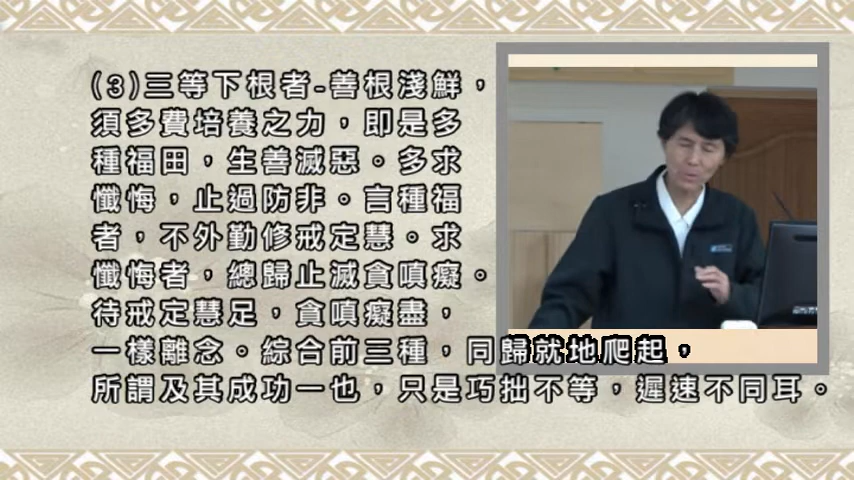 (3)三等下根者-善根淺鮮，
須多費培養之力，即是多
種福田，生善滅惡。多求
懺悔，止過防非。言種福
者，不外勤修戒定慧。求
懺悔者，總歸止滅貪嗔癡。
待戒定慧足，貪嗔癡盡，
一樣離念。綜合前三種，同歸就地爬起，
所謂及其成功一也，只是巧拙不等，遲速不同耳。